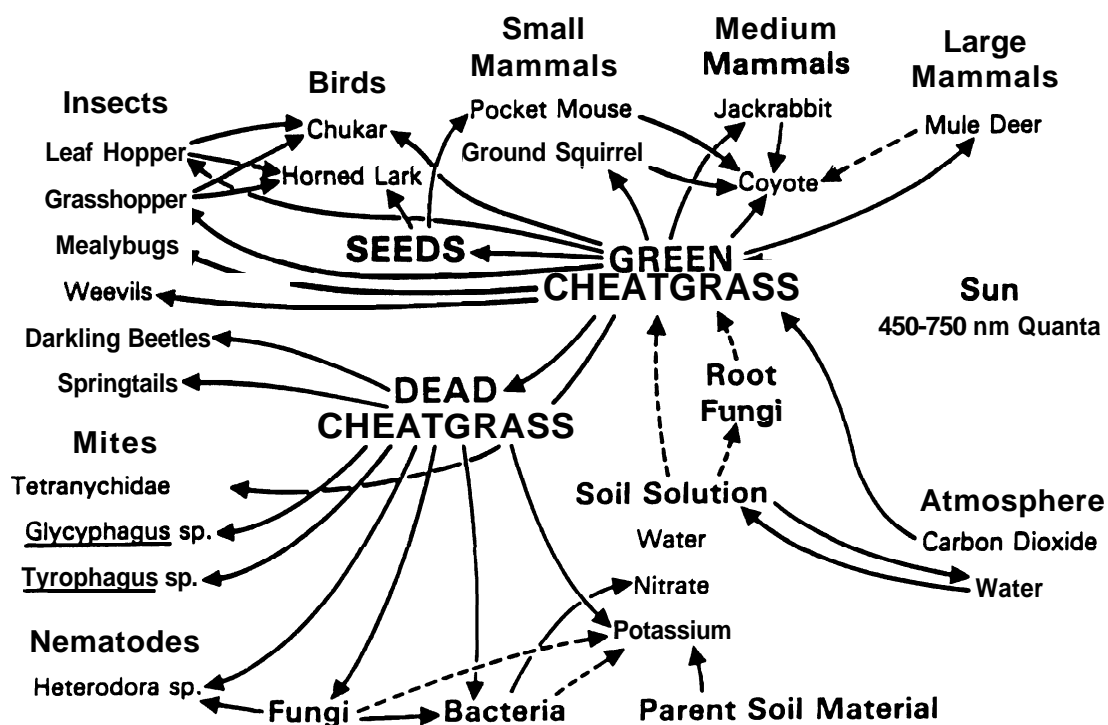 Insects
Leaf Hopper
Grasshopper
Mealybugs
Weevils
Darkling Beetles
Springtails
Mites
Tetranychidae
Glycyphagus sp.
Tyrophagus sp.
Nematodes
Heterodora sp.
Birds
Chukar
Horned Lark
SEEDS
Small
Mammals
Pocket Mouse
Ground Squirrel
Medium
Mammals
Jackrabbit
Coyote
Large
Mammals
Mule Deer
GREEN
CHEATGRASS
Sun
450-750 nm Quanta
DEAD
CHEATGRASS
Root
Fungi
Soil Solution
Water
Nitrate
Potassium
Atmosphere
Carbon Dioxide
Water
Fungi
Bacteria
Parent Soil Material